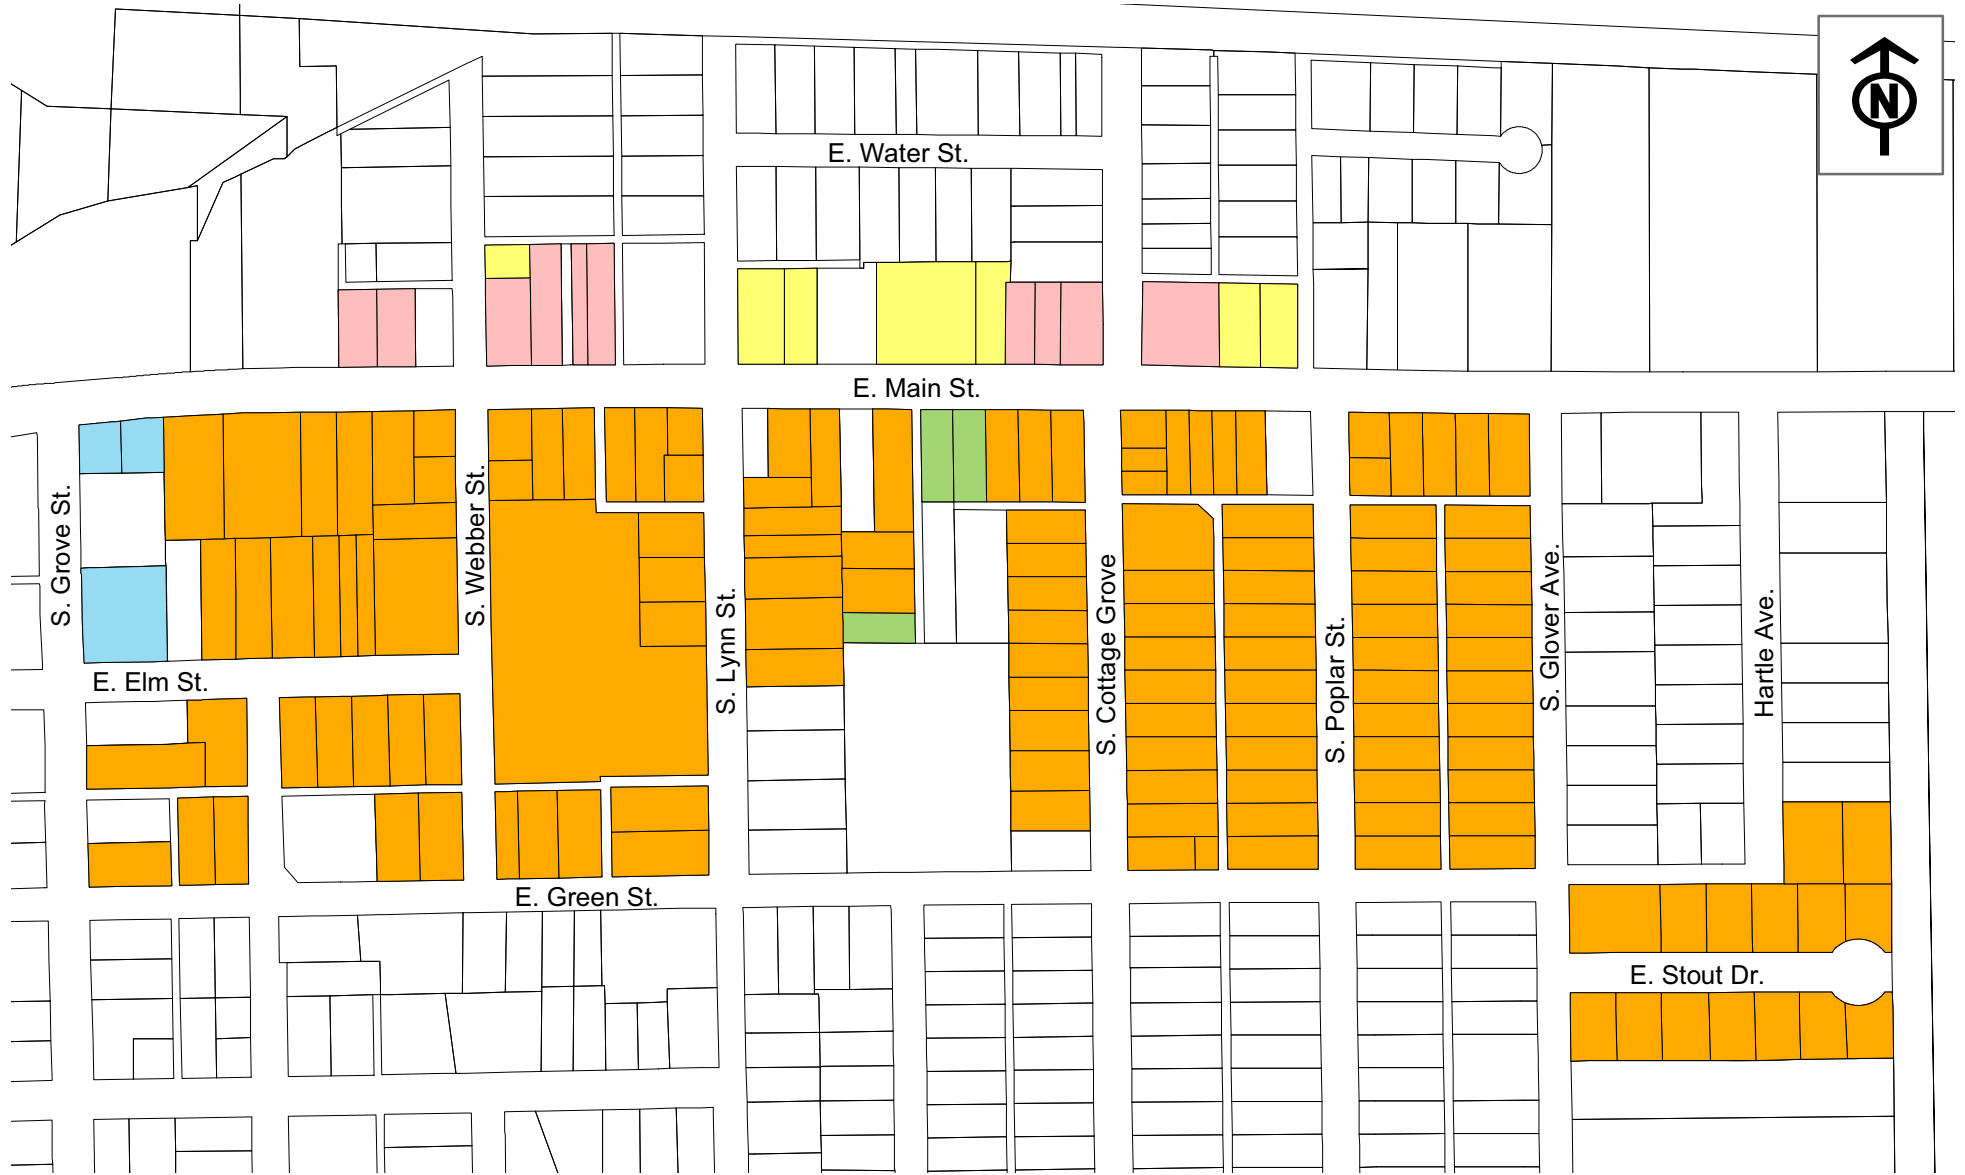 N
E. Water St.
E. Main St.
S. Grove St.
S. Webber St.
S. Lynn St.
S. Cottage Grove
S. Poplar St.
S. Glover Ave.
Hartle Ave.
E. Elm St.
E. Green St.
E. Stout Dr.